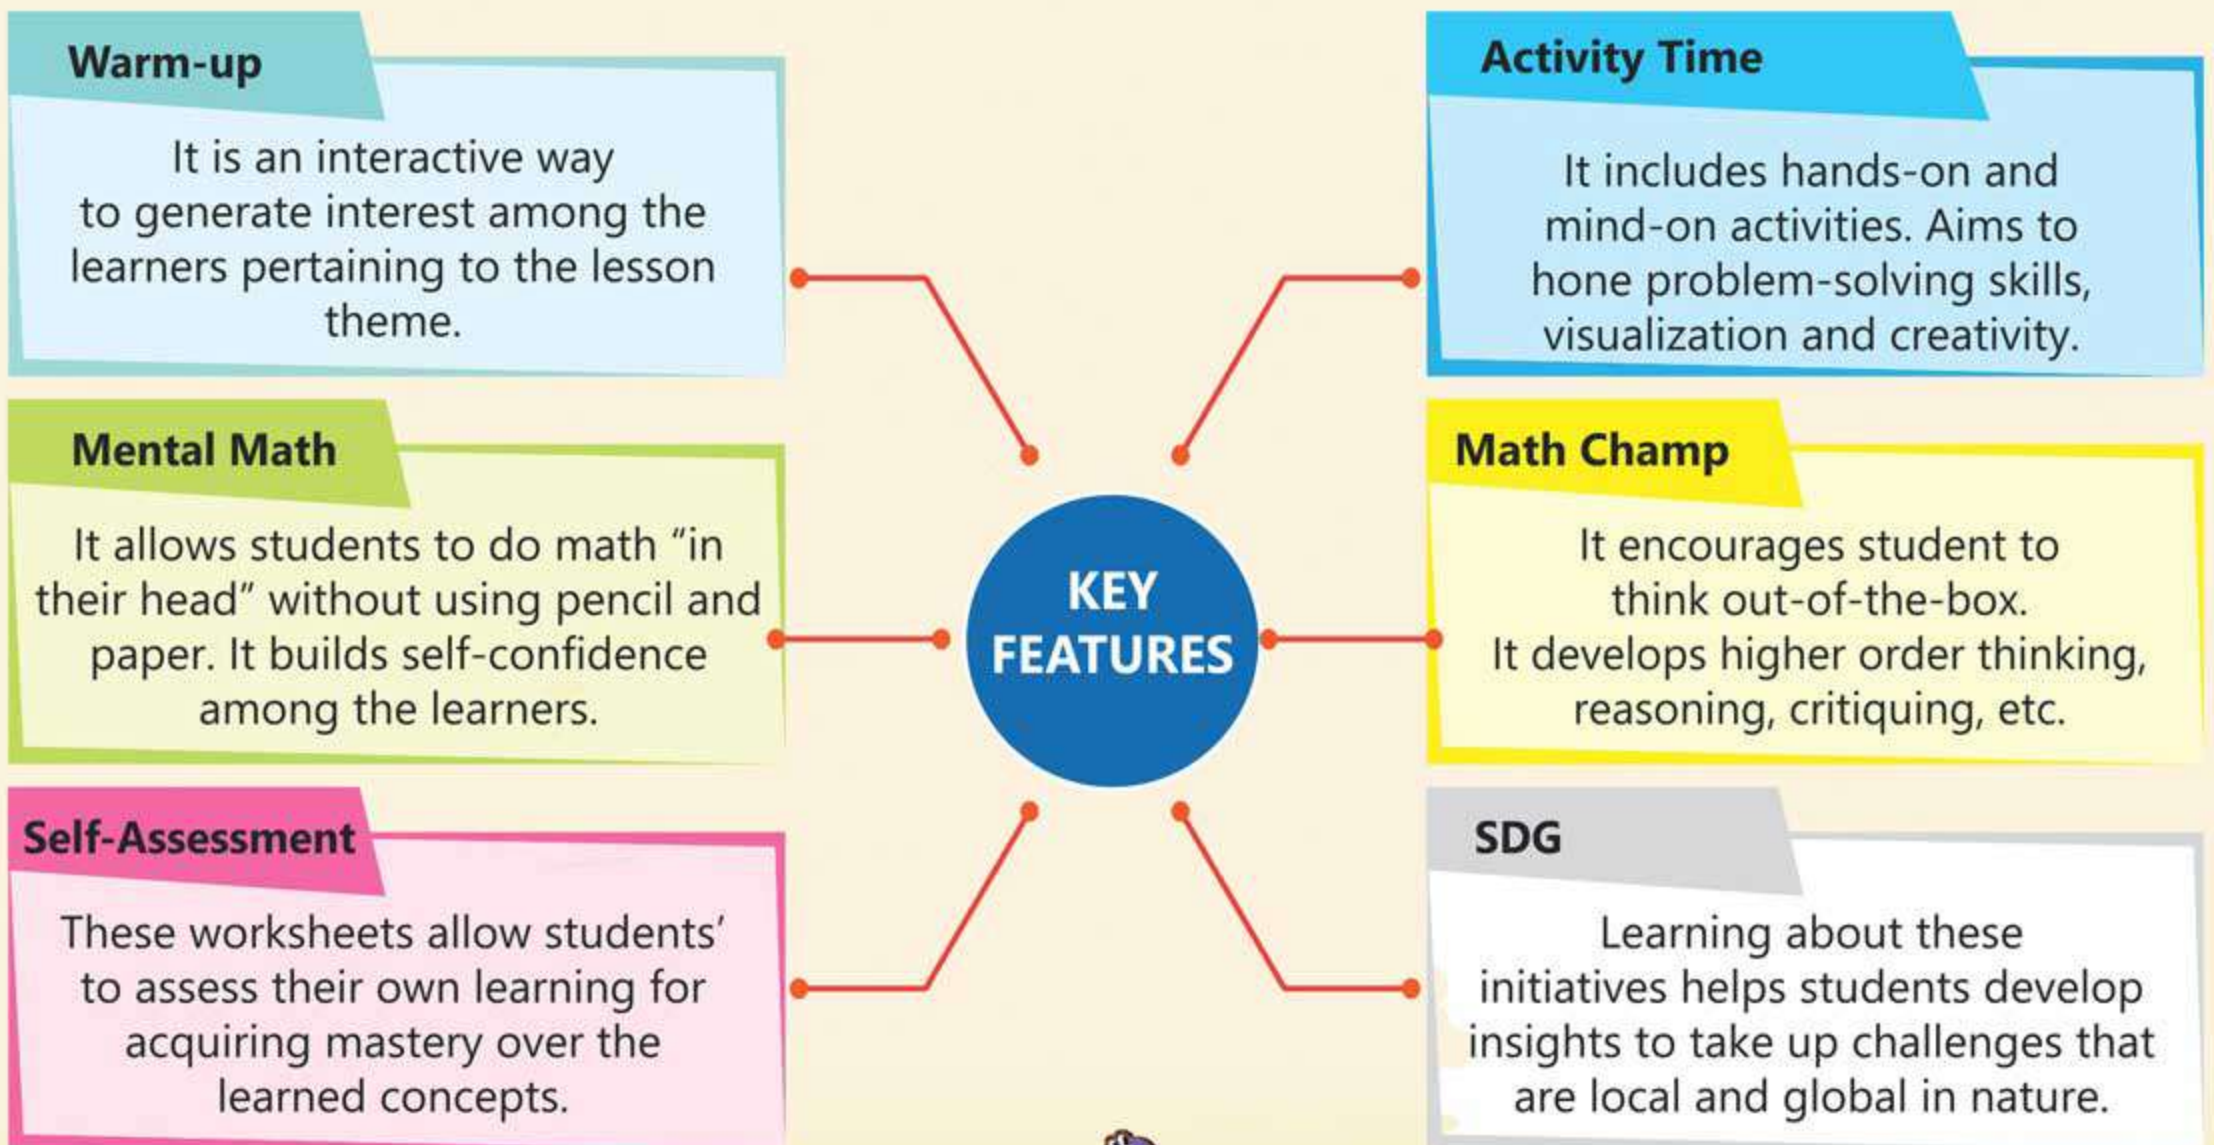 Warm-up
It is an interactive way
to generate interest among the
learners pertaining to the lesson
theme.
Mental Math
It allows students to do math “in
their head” without using pencil and
paper. It builds self-confidence
among the learners.
Self-Assessment
These worksheets allow students’
to assess their own learning for
acquiring mastery over the
learned concepts.
KEY
FEATURES
Activity Time
It includes hands-on and
mind-on activities. Aims to
hone problem-solving skills,
visualization and creativity.
Math Champ
It encourages student to
think out-of-the-box.
It develops higher order thinking,
reasoning, critiquing, etc.
SDG
Learning about these
initiatives helps students develop
insights to take up challenges that
are local and global in nature.